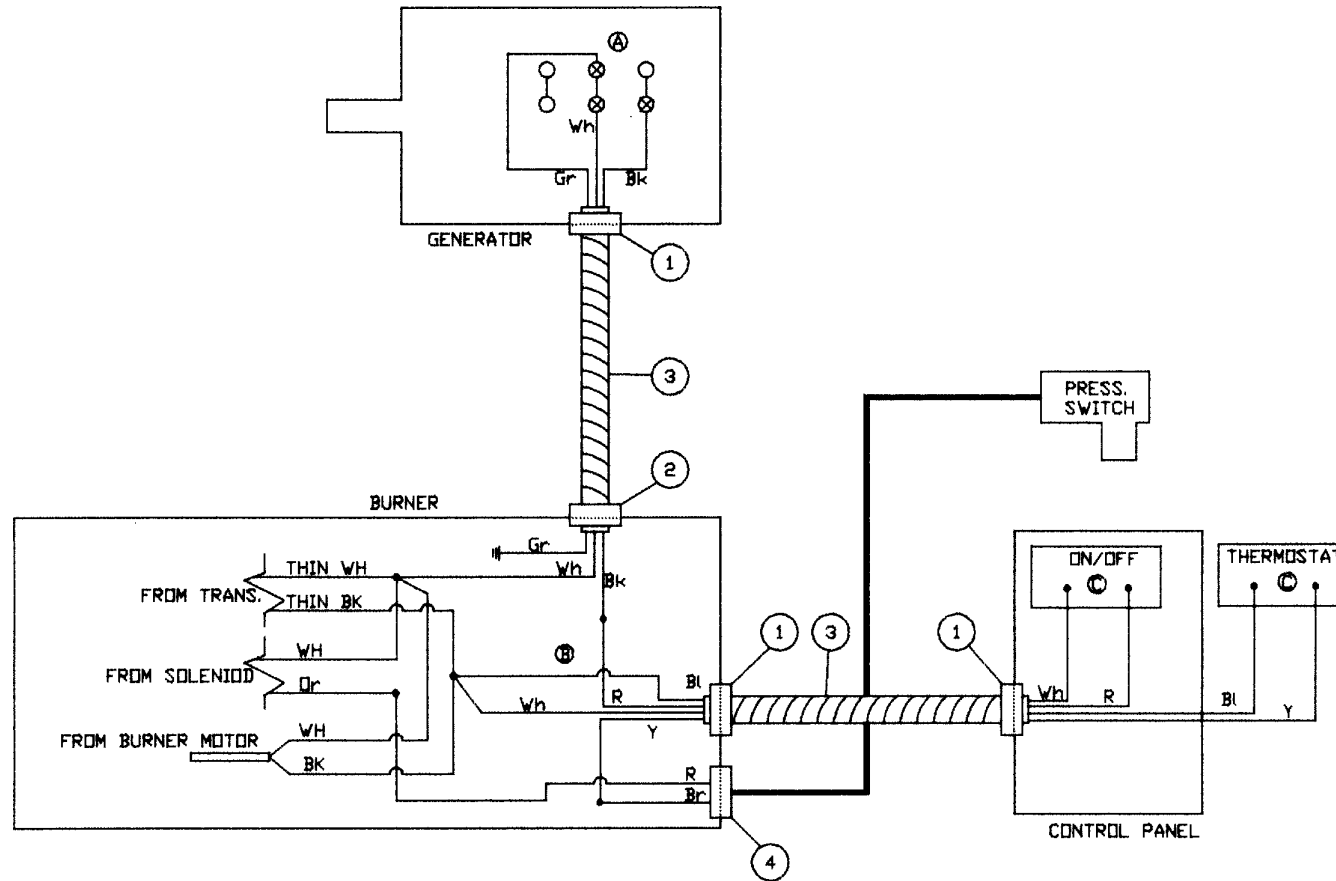 A
Wh
Gr
Bk
GENERATOR
1
3
PRESS.
SWITCH
2
BURNER
Gr
Wh
Bk
THIN WH
FROM TRANS.
THIN BK
ON/OFF
C
THERMOSTAT
C
WH
FROM SOLENIOD
Or
B
1
3
1
Bl
Wh
R
Y
Wh
R
Bl
Y
WH
FROM BURNER MOTOR
BK
R
Br
CONTROL PANEL
4